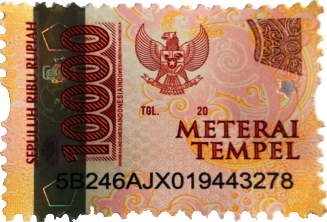 SEPULUH RIBU RUPIAH
10000
TGL. 20
METERAI
TEMPEL
5B246AJX019443278